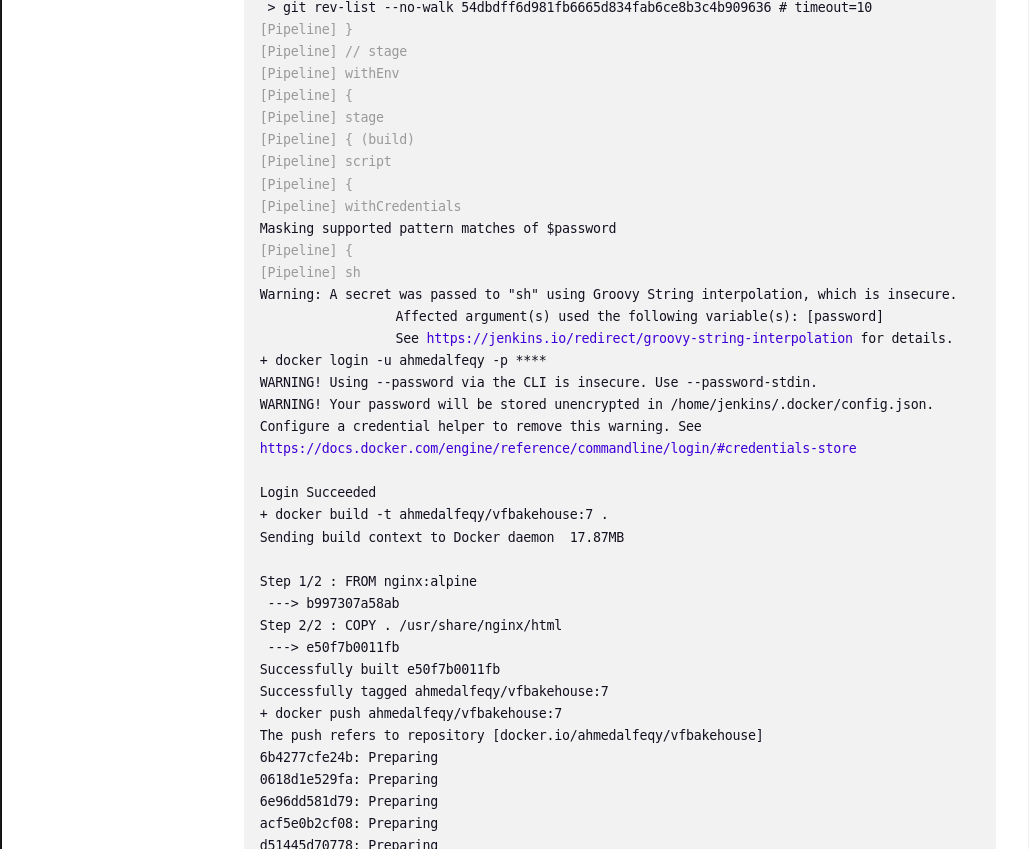 > git rev-list --no-walk 54dbdff6d981fb6665d834fab6ce8b3c4b909636 # timeout=10
[Pipeline] }
[Pipeline] // stage
[Pipeline] withEnv
[Pipeline] {
[Pipeline] stage
[Pipeline] { (build)
[Pipeline] script
[Pipeline] {
[Pipeline] withCredentials
Masking supported pattern matches of $password
[Pipeline] {
[Pipeline] sh
Warning: A secret was passed to "sh" using Groovy String interpolation, which is insecure.
Affected argument(s) used the following variable(s): [password]
See https://jenkins.io/redirect/groovy-string-interpolation for details.
+ docker login -u ahmedalfeqy -p ****
WARNING! Using --password via the CLI is insecure. Use --password-stdin.
WARNING! Your password will be stored unencrypted in /home/jenkins/.docker/config.json.
Configure a credential helper to remove this warning. See
https://docs.docker.com/engine/reference/commandline/login/#credentials-store
Login Succeeded
+ docker build -t ahmedalfeqy/vfbakehouse:7 .
Sending build context to Docker daemon  17.87MB
Step 1/2 : FROM nginx:alpine
---> b997307a58ab
Step 2/2 : COPY . /usr/share/nginx/html
---> e50f7b0011fb
Successfully built e50f7b0011fb
Successfully tagged ahmedalfeqy/vfbakehouse:7
+ docker push ahmedalfeqy/vfbakehouse:7
The push refers to repository [docker.io/ahmedalfeqy/vfbakehouse]
6b4277cfe24b: Preparing
0618d1e529fa: Preparing
6e96dd581d79: Preparing
acf5e0b2cf08: Preparing
d51445d70778: Preparing